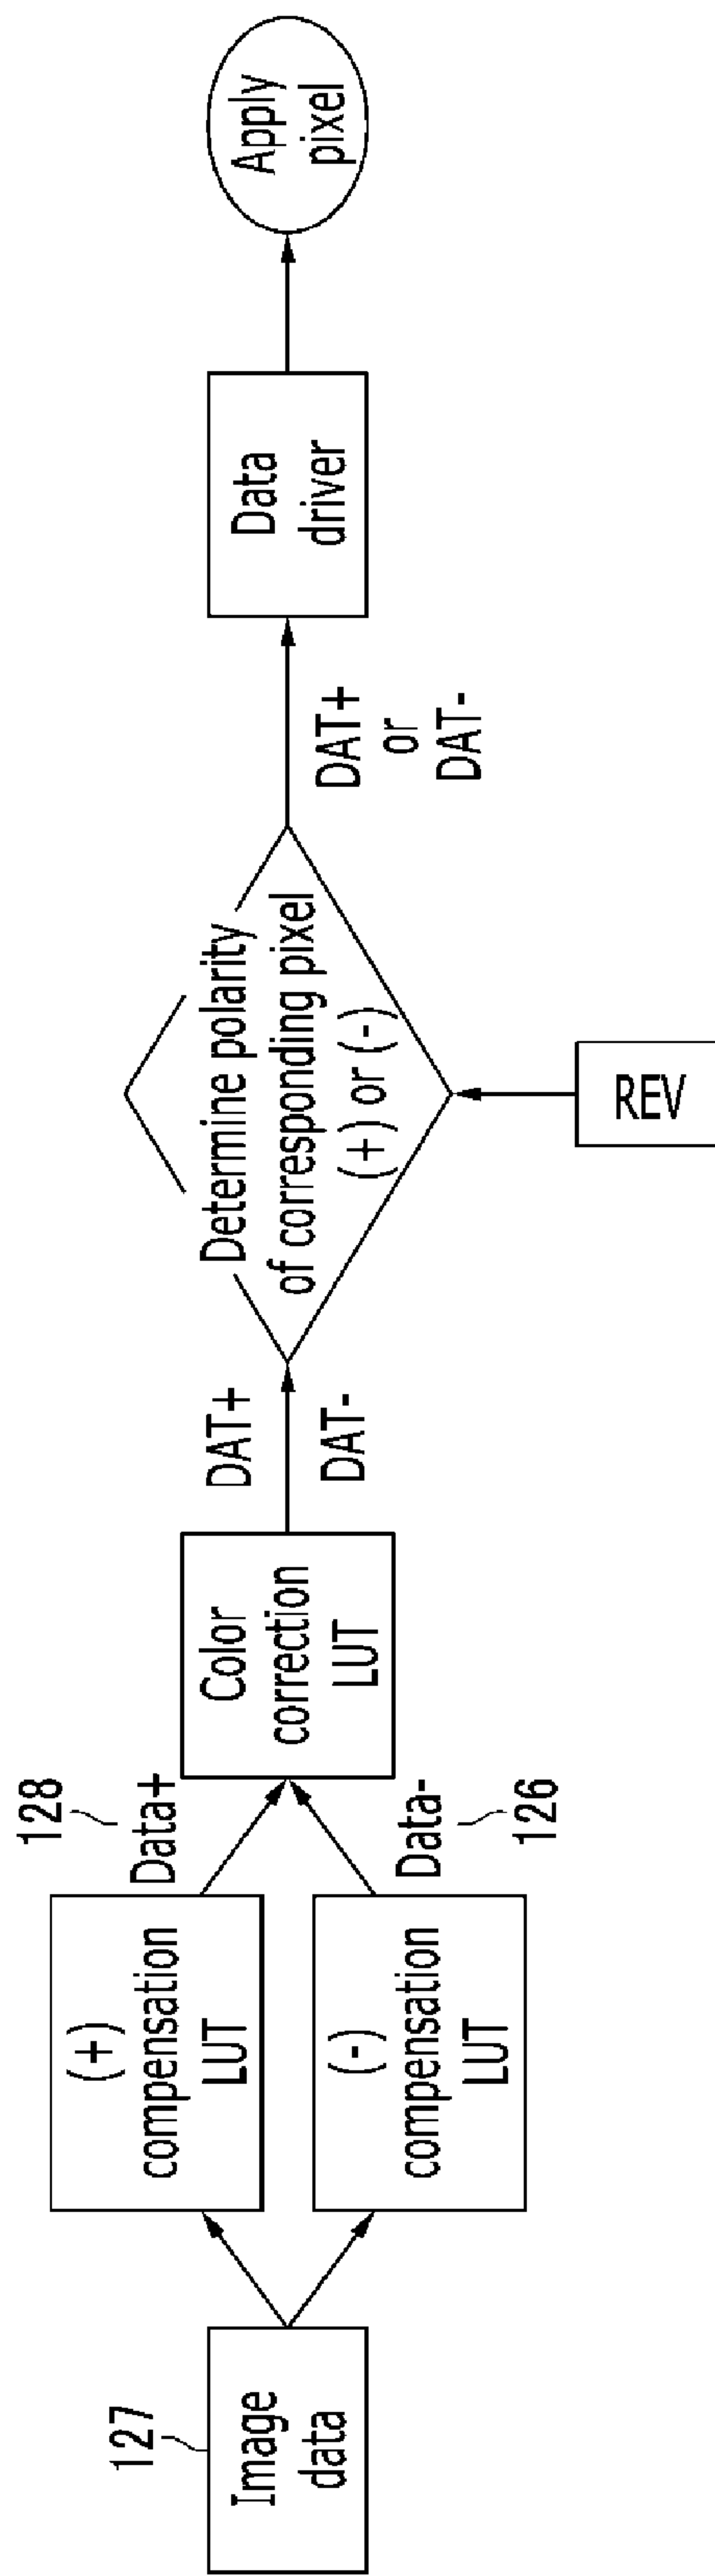 127
Image
data
(+)
compensation
LUT
128
Data+
(-)
compensation
LUT
Data-
126
Color
correction
LUT
DAT+
DAT-
Determine polarity
of corresponding pixel
(+) or (-)
REV
DAT+
or
DAT-
Data
driver
Apply
pixel